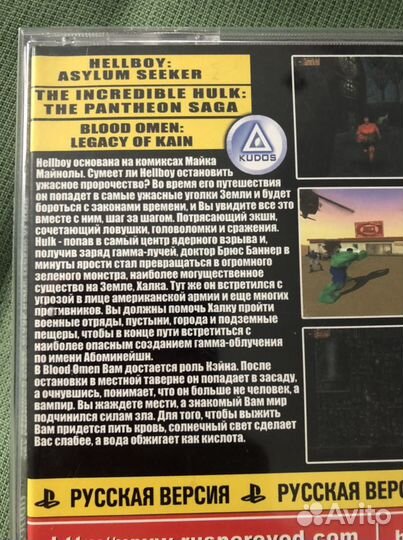 HELLBOY:
ASYLUM SEEKER
THE INCREDIBLE HULK:
THE PANTHEON SAGA
BLOOD OMEN:
LEGACY OF KAIN
KUDOS
Hellboy основана на комиксах Майка
Майнолы. Сумеет ли Hellboy остановить
ужасное пророчество? Во время его путешествия
он попадет в самые ужасные уголки Земли и будет
бороться с законами времени, и Вы увидите все это
вместе с ним, шаг за шагом. Потрясающий экшн,
сочетающий ловушки, головоломки и сражения.
Hulk - попав в самый центр ядерного взрыва и,
получив заряд гамма-лучей, доктор Брюс Баннер в
минуты ярости стал превращаться в огромного
зеленого монстра, наиболее могущественное
существо на Земле, Халка. Тут же он встретился с
угрозой в лице американской армии и еще многих
противников. Вы должны помочь Халку пройти
военные отряды, пустыни, города и подземные
пещеры, чтобы в конце пути встретиться с
наиболее опасным созданием гамма-облучения
по имени Абоминейшн.
В Blood Omen Вам дается роль Кэйна. После
остановки в местной таверне он попадает в засаду,
а очнувшись, понимает, что он больше не человек, а
вампир. Вы жаждете мести, а знакомый Вам мир
подчинился силам зла. Для того, чтобы выжить
Вам придется пить кровь, солнечный свет сделает
Вас слабее, а вода обжигает как кислота.
РУССКАЯ ВЕРСИЯ
РУССКАЯ ВЕРС
Avito